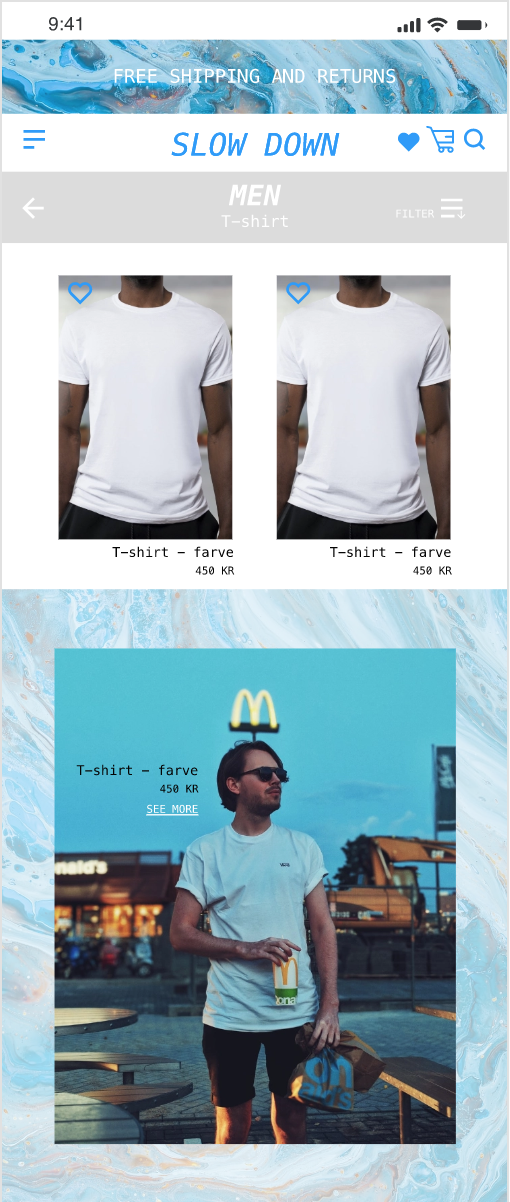 9:41
FREE SHIPPING AND RETURNS
SLOW DOWN
MEN
T-shirt
FILTER
T-shirt - farve
450 KR
T-shirt - farve
450 KR
T-shirt - farve
450 KR
SEE MORE
nald's